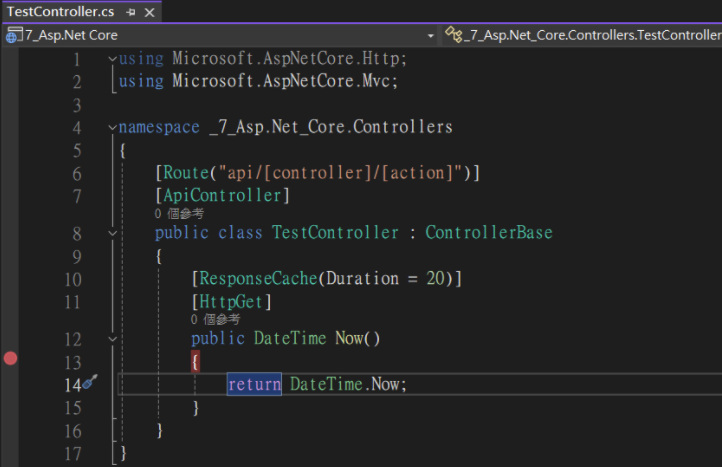 TestController.cs
7_Asp.Net Core
_7_Asp.Net_Core.Controllers.TestController
1 using Microsoft.AspNetCore.Http;
2 using Microsoft.AspNetCore.Mvc;
3
4 namespace _7_Asp.Net_Core.Controllers
5 {
6 [Route("api/[controller]/[action]")]
7 [ApiController]
0 個參考
8 public class TestController : ControllerBase
9 {
10 [ResponseCache(Duration = 20)]
11 [HttpGet]
0 個參考
12 public DateTime Now()
13 {
14 return DateTime.Now;
15 }
16 }
17 }